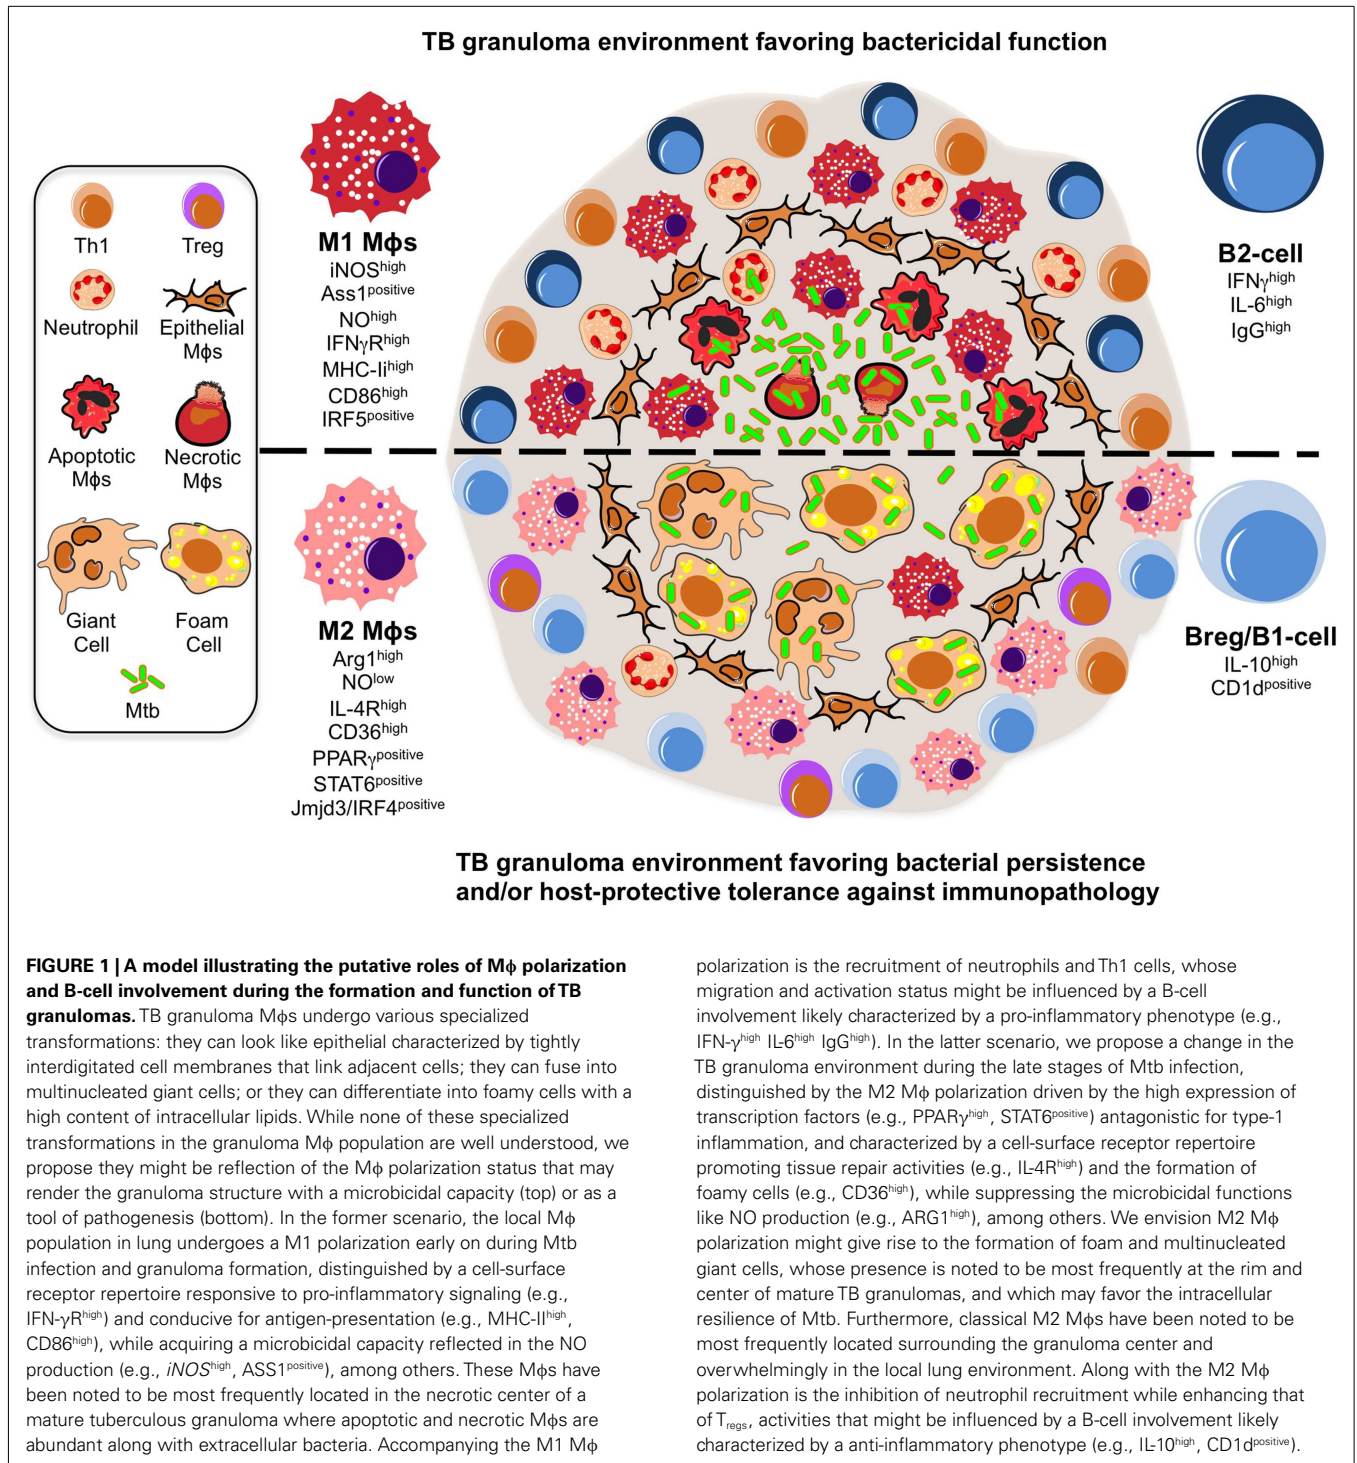 TB granuloma environment favoring bactericidal function
Th1
Treg
Neutrophil
Epithelial
Mϕs
Apoptotic
Mϕs
Necrotic
Mϕs
Giant
Cell
Foam
Cell
Mtb
M1 Mϕs
iNOShigh
Ass1positive
NOhigh
IFNγRhigh
MHC-Iihigh
CD86high
IRF5positive
M2 Mϕs
Arg1high
NOlow
IL-4Rhigh
CD36high
PPARγpositive
STAT6positive
Jmjd3/IRF4positive
B2-cell
IFNγhigh
IL-6high
IgGhigh
Breg/B1-cell
IL-10high
CD1dpositive
TB granuloma environment favoring bacterial persistence
and/or host-protective tolerance against immunopathology
FIGURE 1 | A model illustrating the putative roles of Mϕ polarization
and B-cell involvement during the formation and function of TB
granulomas. TB granuloma Mϕs undergo various specialized
transformations: they can look like epithelial characterized by tightly
interdigitated cell membranes that link adjacent cells; they can fuse into
multinucleated giant cells; or they can differentiate into foamy cells with a
high content of intracellular lipids. While none of these specialized
transformations in the granuloma Mϕ population are well understood, we
propose they might be reflection of the Mϕ polarization status that may
render the granuloma structure with a microbicidal capacity (top) or as a
tool of pathogenesis (bottom). In the former scenario, the local Mϕ
population in lung undergoes a M1 polarization early on during Mtb
infection and granuloma formation, distinguished by a cell-surface
receptor repertoire responsive to pro-inflammatory signaling (e.g.,
IFN-γRhigh) and conducive for antigen-presentation (e.g., MHC-IIhigh,
CD86high), while acquiring a microbicidal capacity reflected in the NO
production (e.g., iNOShigh, ASS1positive), among others. These Mϕs have
been noted to be most frequently located in the necrotic center of a
mature tuberculous granuloma where apoptotic and necrotic Mϕs are
abundant along with extracellular bacteria. Accompanying the M1 Mϕ
polarization is the recruitment of neutrophils and Th1 cells, whose
migration and activation status might be influenced by a B-cell
involvement likely characterized by a pro-inflammatory phenotype (e.g.,
IFN-γhigh IL-6high IgGhigh). In the latter scenario, we propose a change in the
TB granuloma environment during the late stages of Mtb infection,
distinguished by the M2 Mϕ polarization driven by the high expression of
transcription factors (e.g., PPARγhigh, STAT6positive) antagonistic for type-1
inflammation, and characterized by a cell-surface receptor repertoire
promoting tissue repair activities (e.g., IL-4Rhigh) and the formation of
foamy cells (e.g., CD36high), while suppressing the microbicidal functions
like NO production (e.g., ARG1high), among others. We envision M2 Mϕ
polarization might give rise to the formation of foam and multinucleated
giant cells, whose presence is noted to be most frequently at the rim and
center of mature TB granulomas, and which may favor the intracellular
resilience of Mtb. Furthermore, classical M2 Mϕs have been noted to be
most frequently located surrounding the granuloma center and
overwhelmingly in the local lung environment. Along with the M2 Mϕ
polarization is the inhibition of neutrophil recruitment while enhancing that
of Tregs, activities that might be influenced by a B-cell involvement likely
characterized by a anti-inflammatory phenotype (e.g., IL-10high, CD1dpositive).